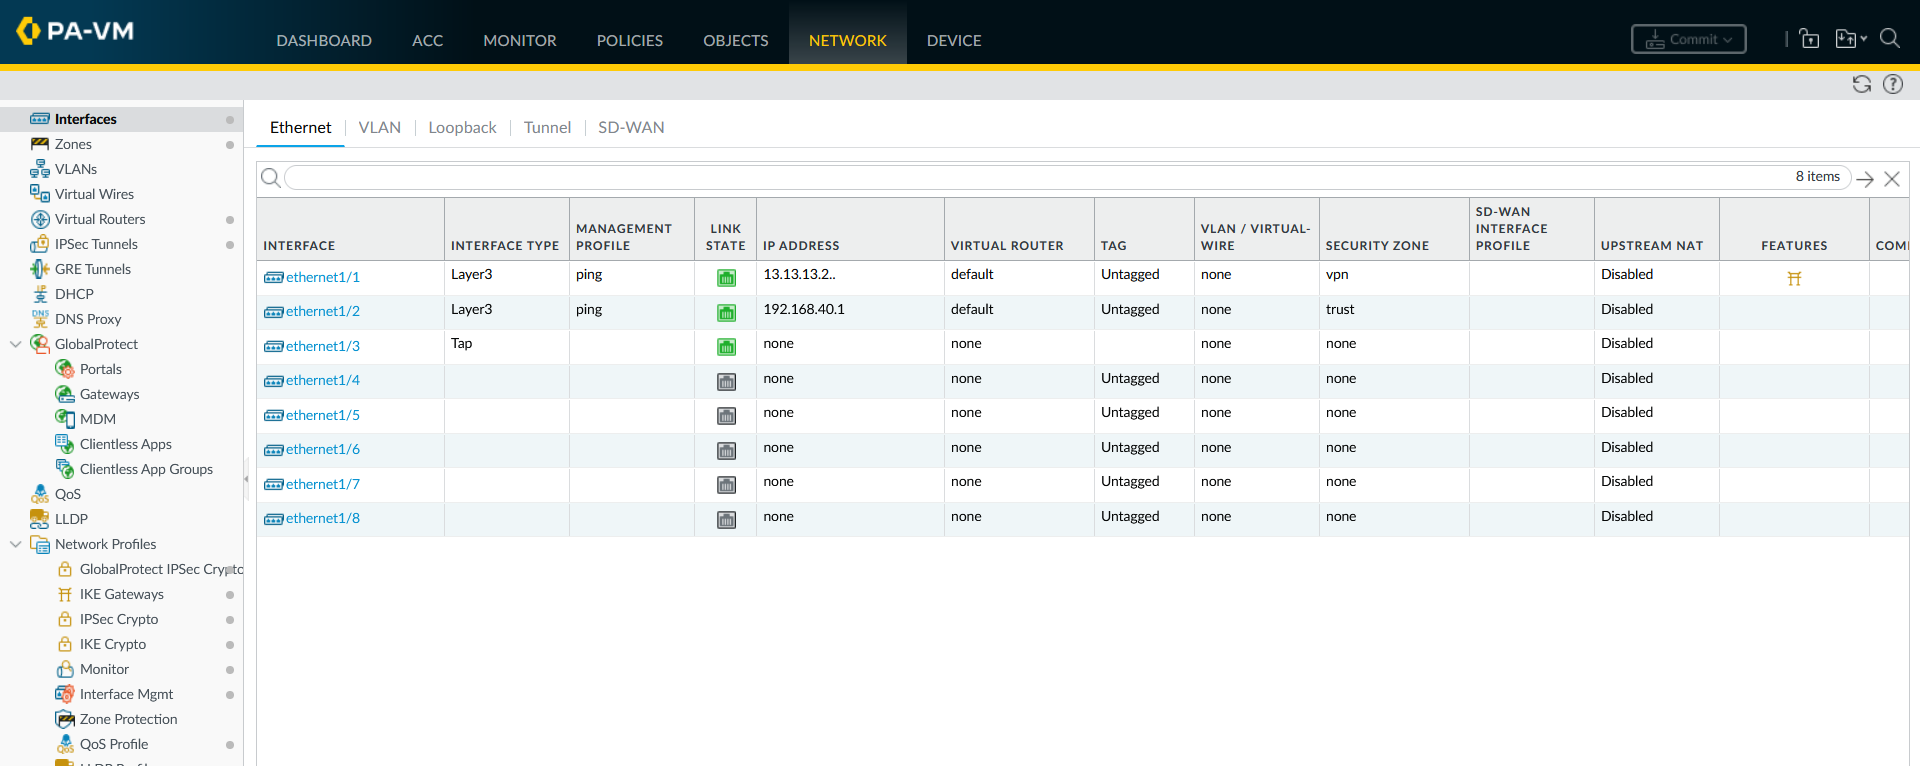 PA-VM
DASHBOARD ACC MONITOR POLICIES OBJECTS NETWORK DEVICE Commit
Interfaces
Zones
VLANs
Virtual Wires
Virtual Routers
IPSec Tunnels
GRE Tunnels
DHCP
DNS Proxy
GlobalProtect
Portals
Gateways
MDM
Clientless Apps
Clientless App Groups
QoS
LLDP
Network Profiles
GlobalProtect IPSec Crypto
IKE Gateways
IPSec Crypto
IKE Crypto
Monitor
Interface Mgmt
Zone Protection
QoS Profile
Ethernet VLAN Loopback Tunnel SD-WAN
8 items
INTERFACE INTERFACE TYPE MANAGEMENT PROFILE LINK STATE IP ADDRESS VIRTUAL ROUTER TAG VLAN / VIRTUAL-WIRE SECURITY ZONE SD-WAN INTERFACE PROFILE UPSTREAM NAT FEATURES
ethernet1/1 Layer3 ping 13.13.13.2.. default Untagged none vpn Disabled
ethernet1/2 Layer3 ping 192.168.40.1 default Untagged none trust Disabled
ethernet1/3 Tap none none none none Disabled
ethernet1/4 none none Untagged none none Disabled
ethernet1/5 none none Untagged none none Disabled
ethernet1/6 none none Untagged none none Disabled
ethernet1/7 none none Untagged none none Disabled
ethernet1/8 none none Untagged none none Disabled